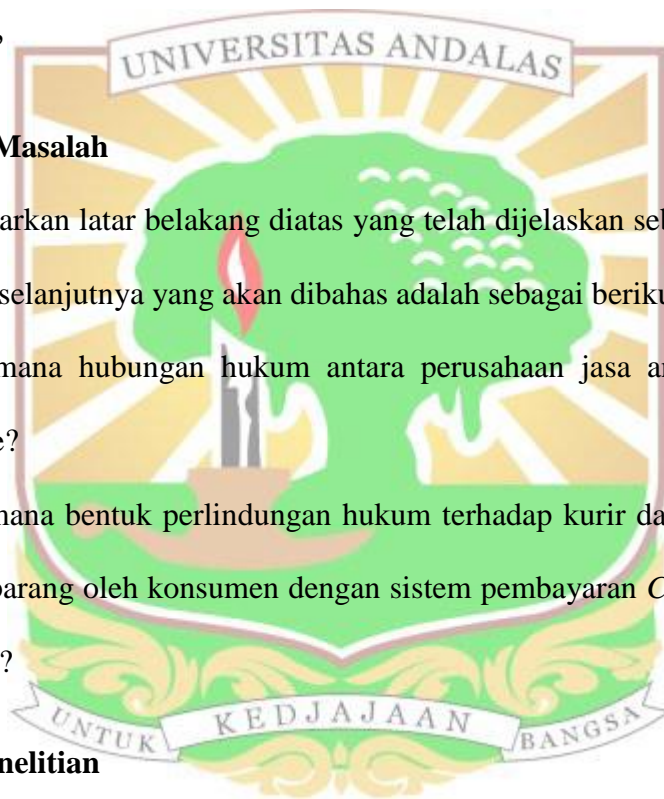 UNIVERSITAS ANDALAS
Masalah
arkan latar belakang diatas yang telah dijelaskan seb
selanjutnya yang akan dibahas adalah sebagai beriku
mana hubungan hukum antara perusahaan jasa an
e?
nana bentuk perlindungan hukum terhadap kurir da
barang oleh konsumen dengan sistem pembayaran C
?
UNTUK KEDJAJAAN BANGSA
nelitian